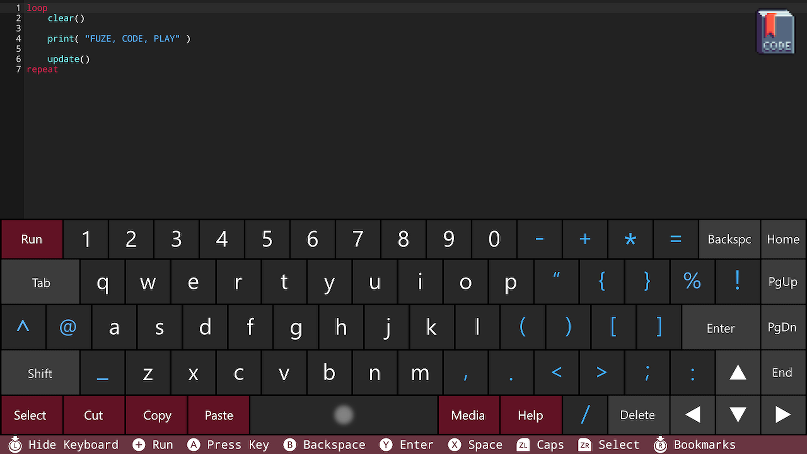 1 loop
2 clear()
3
4 print( "FUZE, CODE, PLAY" )
5
6 update()
7 repeat
CODE
Run 1 2 3 4 5 6 7 8 9 0 - + * = Backspc Home
Tab q w e r t y u i o p " { } % ! PgUp
^ @ a s d f g h j k l ( ) [ ] Enter PgDn
Shift _ z x c v b n m , . < > ; : ▲ End
Select Cut Copy Paste Media Help / Delete ◀ ▼ ▶
L Hide Keyboard + Run A Press Key B Backspace Y Enter X Space ZL Caps ZR Select R Bookmarks